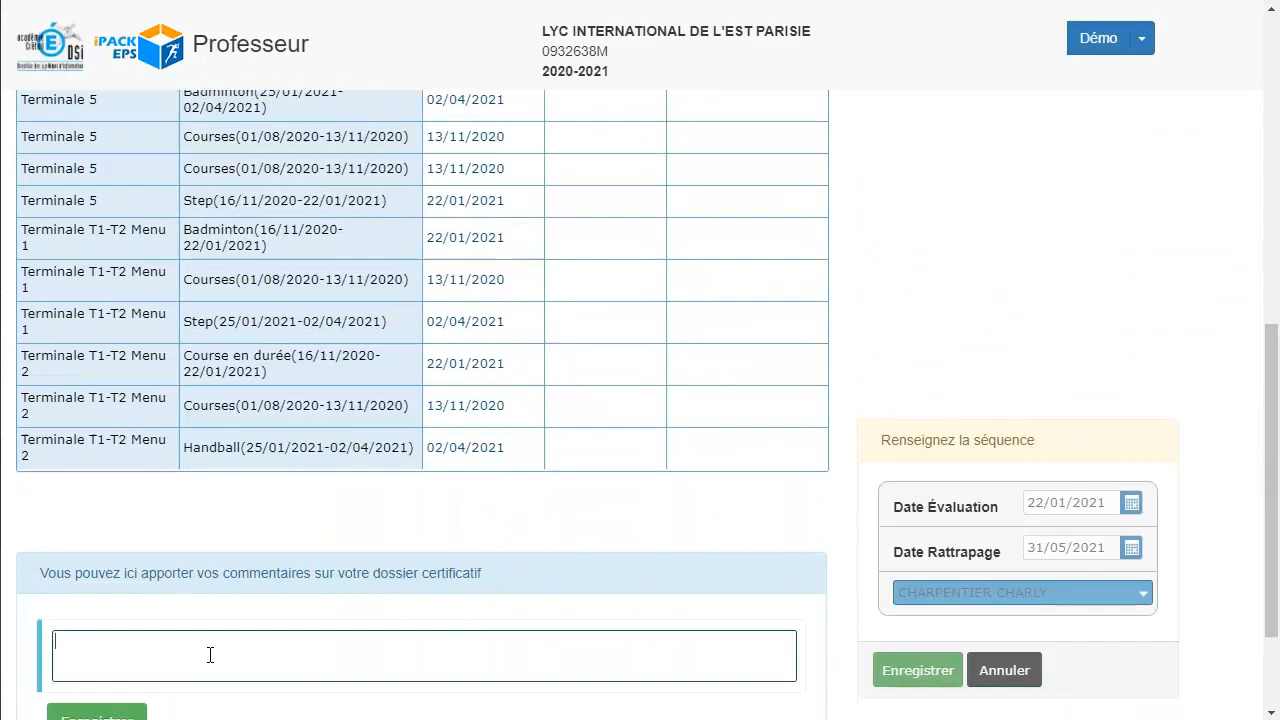 académie
Créteil
DSI
iPACK
EPS
Professeur
LYC INTERNATIONAL DE L'EST PARISIE
0932638M
2020-2021
Démo
Terminale 5
Badminton(25/01/2021-
02/04/2021)
02/04/2021
Terminale 5
Courses(01/08/2020-13/11/2020)
13/11/2020
Terminale 5
Courses(01/08/2020-13/11/2020)
13/11/2020
Terminale 5
Step(16/11/2020-22/01/2021)
22/01/2021
Terminale T1-T2 Menu
1
Badminton(16/11/2020-
22/01/2021)
22/01/2021
Terminale T1-T2 Menu
1
Courses(01/08/2020-13/11/2020)
13/11/2020
Terminale T1-T2 Menu
1
Step(25/01/2021-02/04/2021)
02/04/2021
Terminale T1-T2 Menu
2
Course en durée(16/11/2020-
22/01/2021)
22/01/2021
Terminale T1-T2 Menu
2
Courses(01/08/2020-13/11/2020)
13/11/2020
Terminale T1-T2 Menu
2
Handball(25/01/2021-02/04/2021)
02/04/2021
Renseignez la séquence
Date Évaluation
22/01/2021
Date Rattrapage
31/05/2021
CHARPENTIER CHARLY
Enregistrer
Annuler
Vous pouvez ici apporter vos commentaires sur votre dossier certificatif
Enregistrer